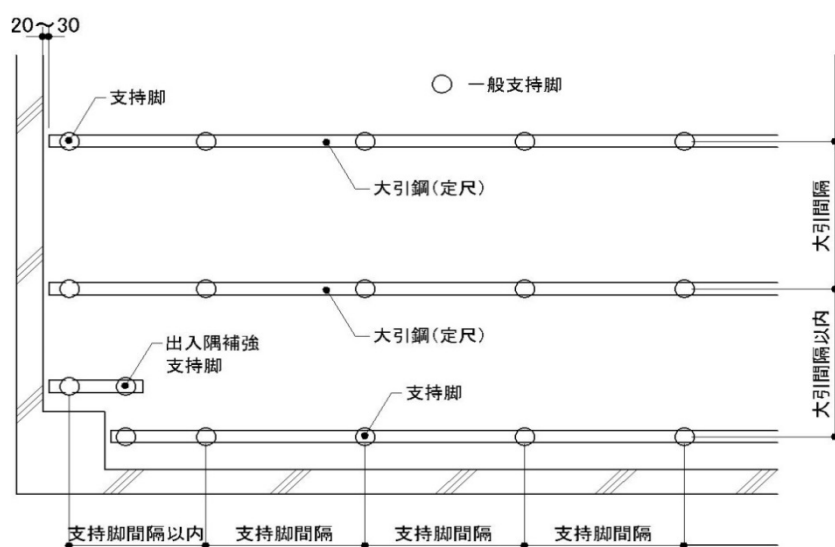 20～30
支持脚
一般支持脚
大引鋼(定尺)
大引間隔
大引鋼(定尺)
出入隅補強
支持脚
支持脚
大引間隔以内
支持脚間隔以内
支持脚間隔
支持脚間隔
支持脚間隔